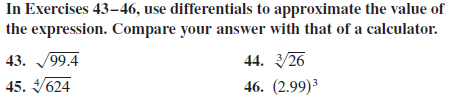 In Exercises 43–46, use differentials to approximate the value of
the expression. Compare your answer with that of a calculator.
43. √99.4 44. ∛26
45. ∜624 46. (2.99)³